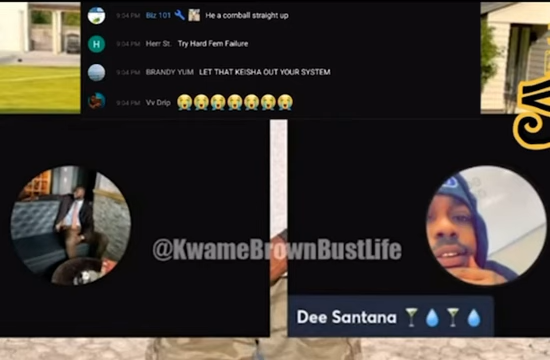 9:34 PM Biz 101 🔧 He a cornball straight up
H 9:34 PM Herr St. Try Hard Fem Failure
9:34 PM BRANDY YUM LET THAT KEISHA OUT YOUR SYSTEM
9:34 PM Vv Drip 😭😭😭😭😭😭😭
@KwameBrownBustLife
Dee Santana 🍸💧🍸💧